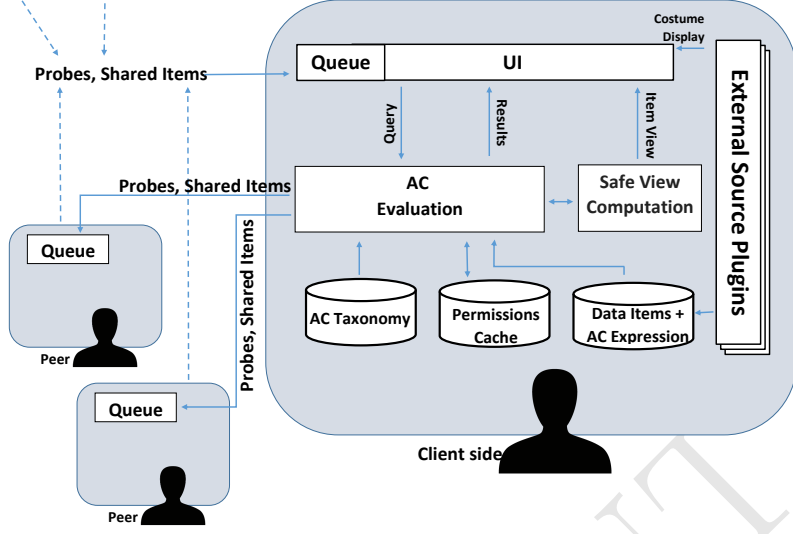 Costume
Display
Queue
UI
Probes, Shared Items
External Source Plugins
Query
Results
Item View
Probes, Shared Items
AC
Evaluation
Safe View
Computation
Queue
Probes, Shared Items
AC Taxonomy
Permissions
Cache
Data Items +
AC Expression
Peer
Queue
Client side
Peer
NT